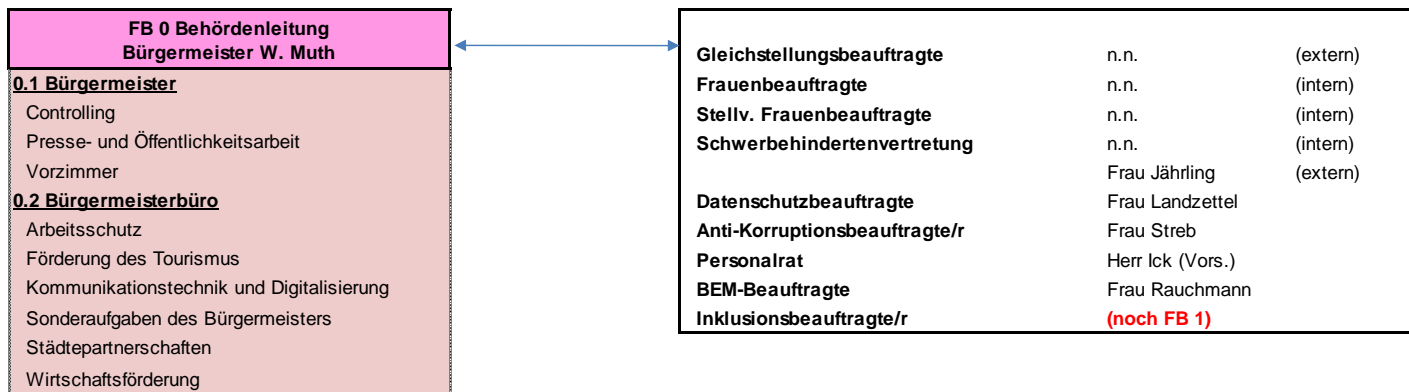 FB 0 Behördenleitung
Bürgermeister W. Muth
0.1 Bürgermeister
Controlling
Presse- und Öffentlichkeitsarbeit
Vorzimmer
0.2 Bürgermeisterbüro
Arbeitsschutz
Förderung des Tourismus
Kommunikationstechnik und Digitalisierung
Sonderaufgaben des Bürgermeisters
Städtepartnerschaften
Wirtschaftsförderung
Gleichstellungsbeauftragte n.n. (extern)
Frauenbeauftragte n.n. (intern)
Stellv. Frauenbeauftragte n.n. (intern)
Schwerbehindertenvertretung n.n. (intern)
Frau Jährling (extern)
Datenschutzbeauftragte Frau Landzettel
Anti-Korruptionsbeauftragte/r Frau Streb
Personalrat Herr Ick (Vors.)
BEM-Beauftragte Frau Rauchmann
Inklusionsbeauftragte/r (noch FB 1)